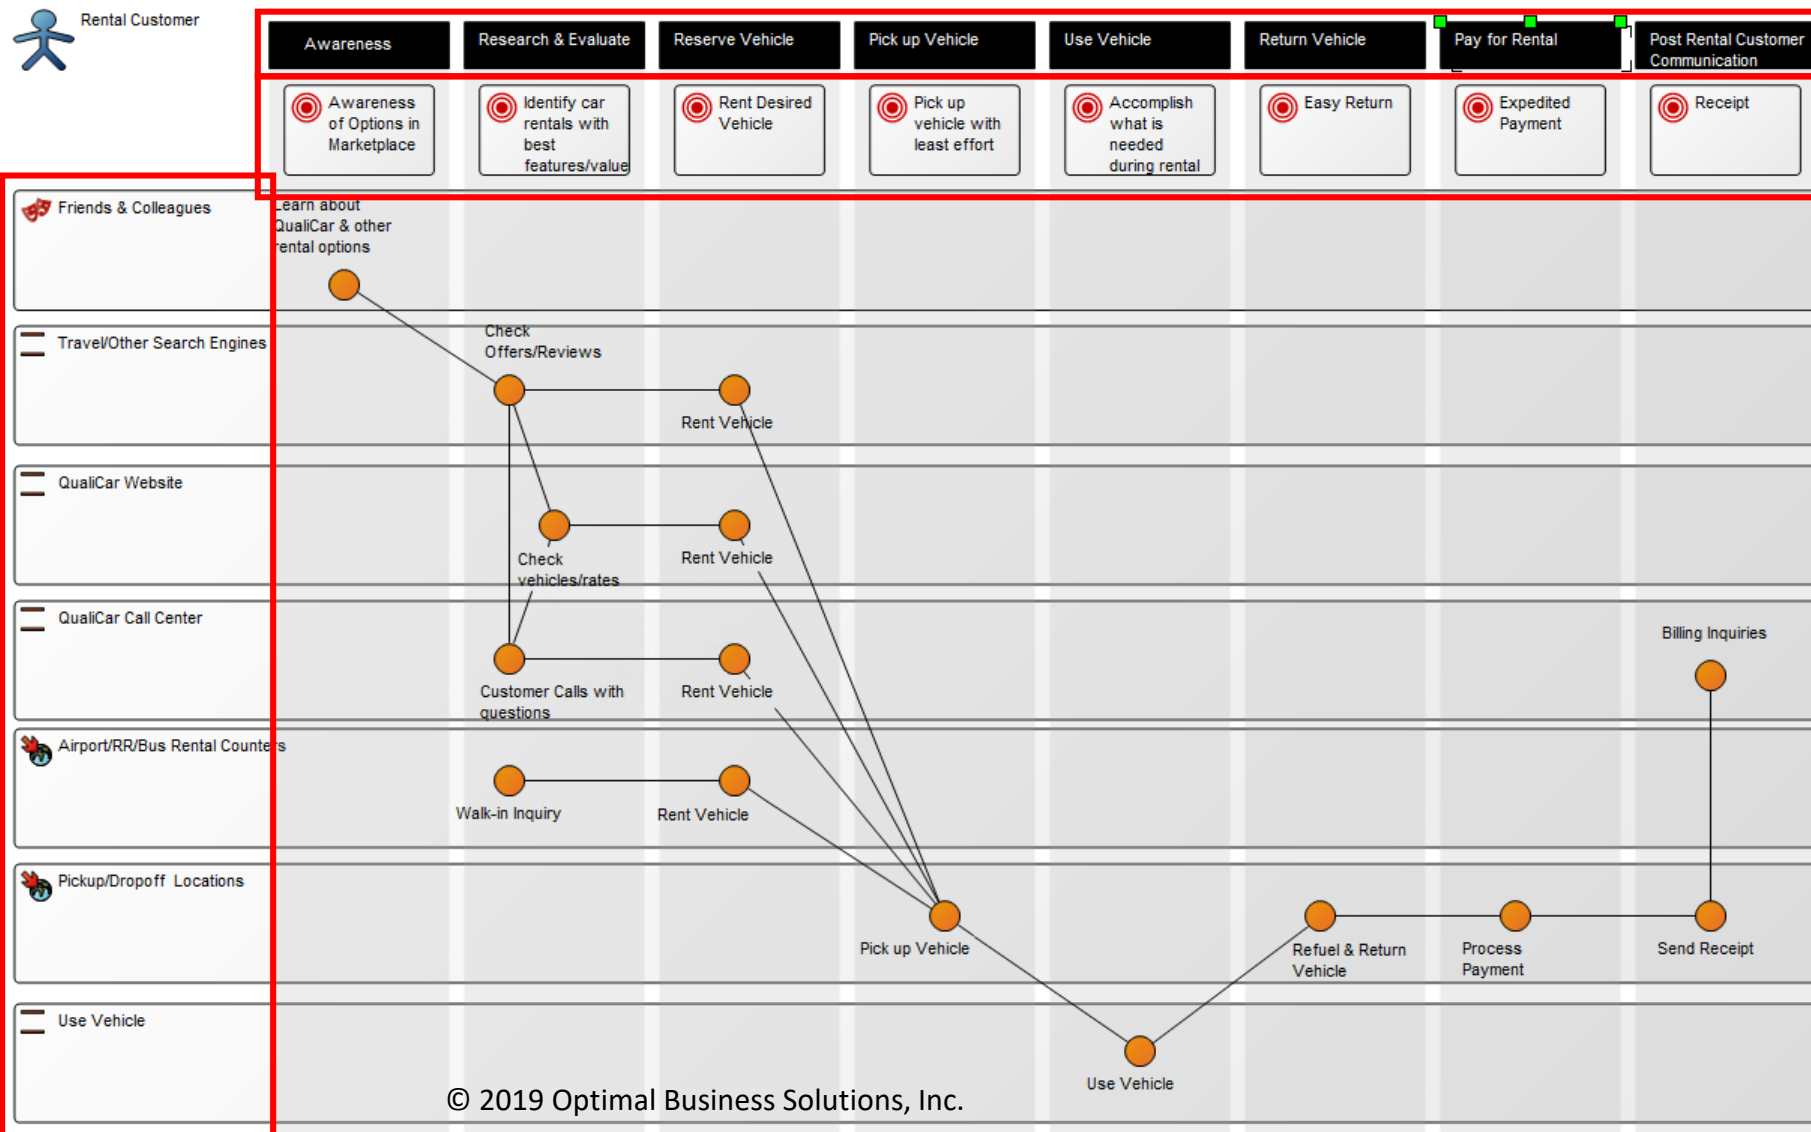 Rental Customer
Awareness
Research & Evaluate
Reserve Vehicle
Pick up Vehicle
Use Vehicle
Return Vehicle
Pay for Rental
Post Rental Customer
Communication
Awareness
of Options in
Marketplace
Identify car
rentals with
best
features/value
Rent Desired
Vehicle
Pick up
vehicle with
least effort
Accomplish
what is
needed
during rental
Easy Return
Expedited
Payment
Receipt
Friends & Colleagues
Learn about
QualiCar & other
rental options
Travel/Other Search Engines
Check
Offers/Reviews
Rent Vehicle
QualiCar Website
Check
vehicles/rates
Rent Vehicle
QualiCar Call Center
Customer Calls with
questions
Rent Vehicle
Billing Inquiries
Airport/RR/Bus Rental Counters
Walk-in Inquiry
Rent Vehicle
Pickup/Dropoff Locations
Pick up Vehicle
Refuel & Return
Vehicle
Process
Payment
Send Receipt
Use Vehicle
Use Vehicle
© 2019 Optimal Business Solutions, Inc.